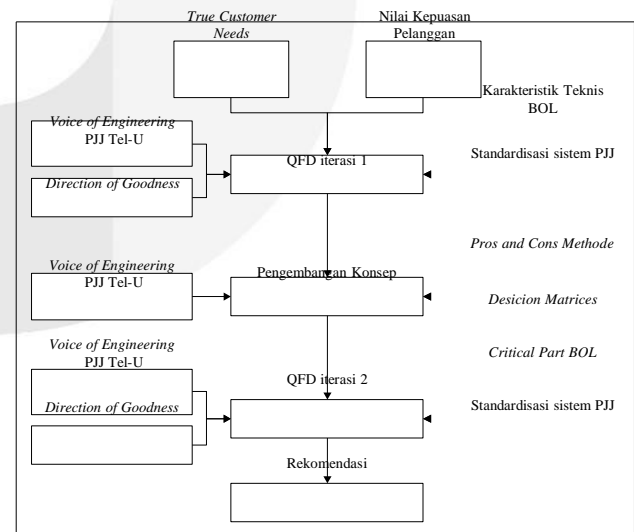 True Customer
Needs
Nilai Kepuasan
Pelanggan
Karakteristik Teknis
BOL
Voice of Engineering
PJJ Tel-U
QFD iterasi 1
Standardisasi sistem PJJ
Direction of Goodness
Pros and Cons Methode
Voice of Engineering
PJJ Tel-U
Pengembangan Konsep
Desicion Matrices
Voice of Engineering
PJJ Tel-U
Critical Part BOL
QFD iterasi 2
Direction of Goodness
Standardisasi sistem PJJ
Rekomendasi